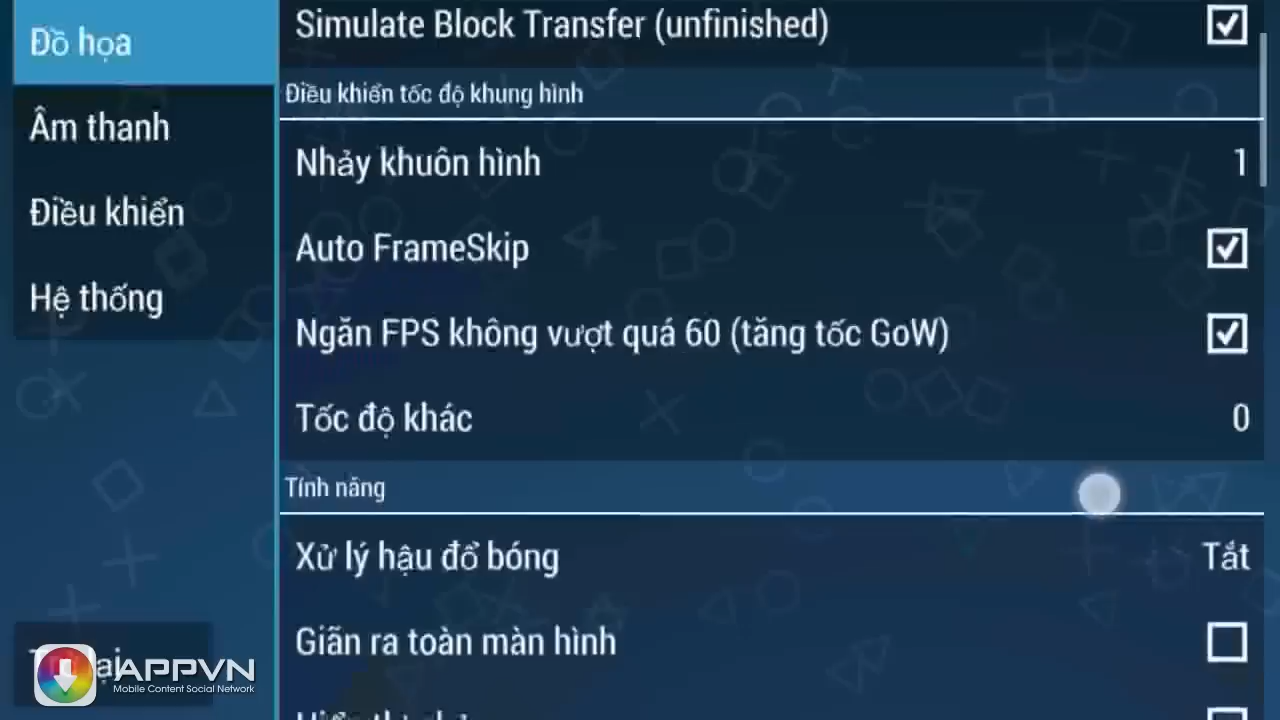 Đồ họa
Âm thanh
Điều khiển
Hệ thống
Simulate Block Transfer (unfinished)
Điều khiển tốc độ khung hình
Nhảy khuôn hình 1
Auto FrameSkip
Ngăn FPS không vượt quá 60 (tăng tốc GoW)
Tốc độ khác 0
Tính năng
Xử lý hậu đổ bóng Tắt
Giãn ra toàn màn hình
APPVN
Mobile Content Social Network